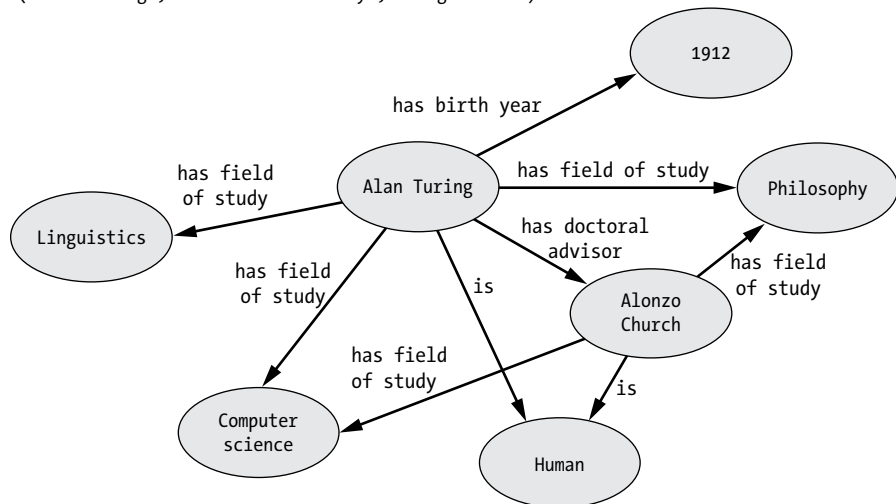 1912
has birth year
has field
of study
Alan Turing
has field of study
Philosophy
Linguistics
has doctoral
advisor
has field
of study
has field
of study
is
Alonzo
Church
has field
of study
is
Computer
science
Human